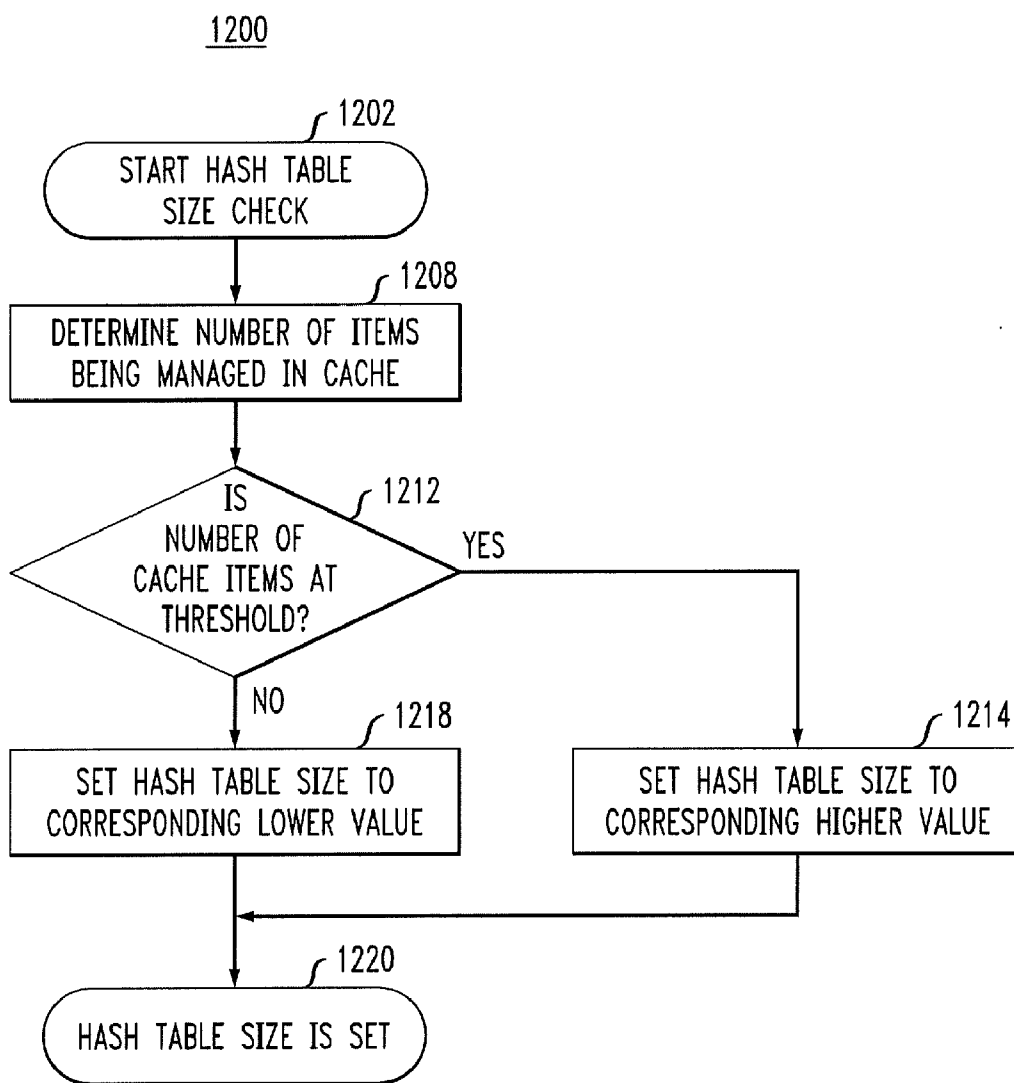 1200
1202
START HASH TABLE
SIZE CHECK
1208
DETERMINE NUMBER OF ITEMS
BEING MANAGED IN CACHE
1212
IS
NUMBER OF
CACHE ITEMS AT
THRESHOLD?
YES
NO
1218
SET HASH TABLE SIZE TO
CORRESPONDING LOWER VALUE
1214
SET HASH TABLE SIZE TO
CORRESPONDING HIGHER VALUE
1220
HASH TABLE SIZE IS SET